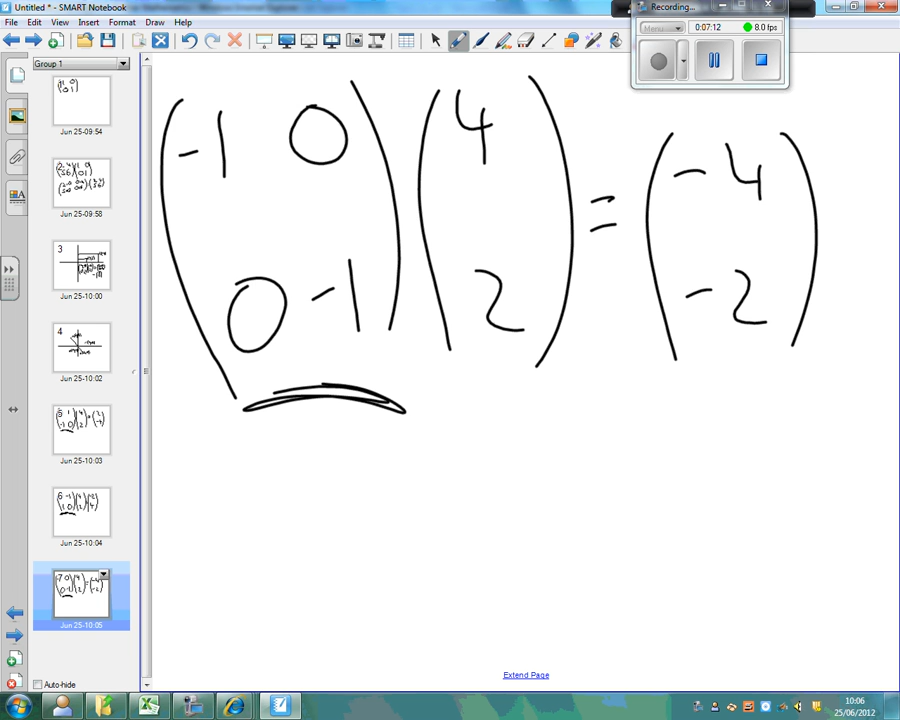 Untitled * - SMART Notebook
Recording...
File Edit View Insert Format Draw Help
Menu
0:07:12
8.0 fps
Group 1
Jun 25-09:54
Jun 25-09:58
3
Jun 25-10:00
4
Jun 25-10:02
Jun 25-10:03
Jun 25-10:04
Jun 25-10:05
Auto-hide
(-1 0) (4) = (-4)
(0 -1) (2) (-2)
Extend Page
10:06
25/06/2012